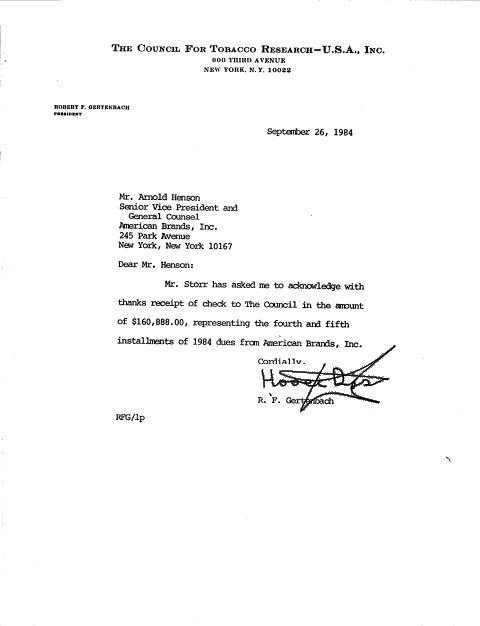 THE COUNCIL FOR TOBACCO RESEARCH—U.S.A., INC.
900 THIRD AVENUE
NEW YORK, N. Y. 10022
ROBERT F. GERTENBACH
PRESIDENT
September 26, 1984
Mr. Arnold Henson
Senior Vice President and
General Counsel
American Brands, Inc.
245 Park Avenue
New York, New York 10167
Dear Mr. Henson:
Mr. Storr has asked me to acknowledge with
thanks receipt of check to The Council in the amount
of $160,888.00, representing the fourth and fifth
installments of 1984 dues from American Brands, Inc.
Cordially,
R. F. Gertenbach
RFG/lp